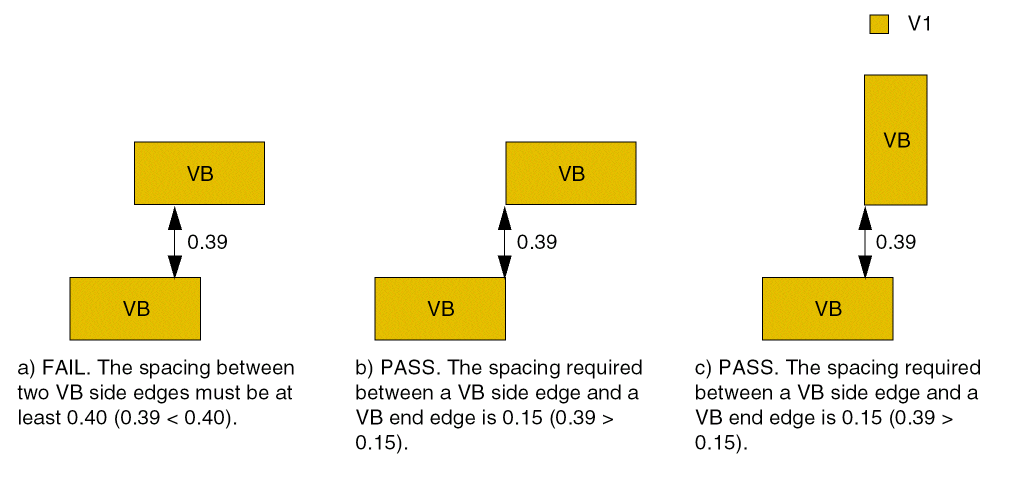 V1
VB
VB
VB
0.39
0.39
0.39
VB
VB
VB
a) FAIL. The spacing between
two VB side edges must be at
least 0.40 (0.39 < 0.40).
b) PASS. The spacing required
between a VB side edge and a
VB end edge is 0.15 (0.39 >
0.15).
c) PASS. The spacing required
between a VB side edge and a
VB end edge is 0.15 (0.39 >
0.15).